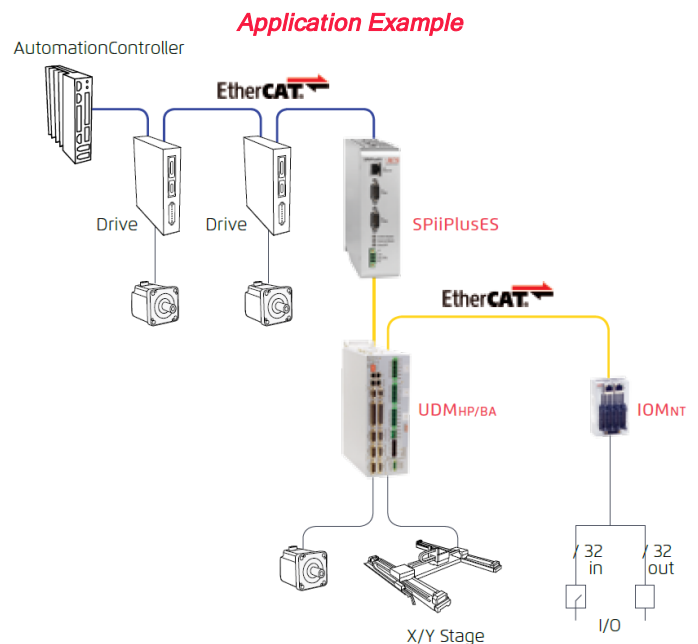 Application Example
AutomationController
EtherCAT.
Drive
Drive
SPiiPlusES
EtherCAT.
UDMHP/BA
IOMNT
/ 32
in
/ 32
out
I/O
X/Y Stage